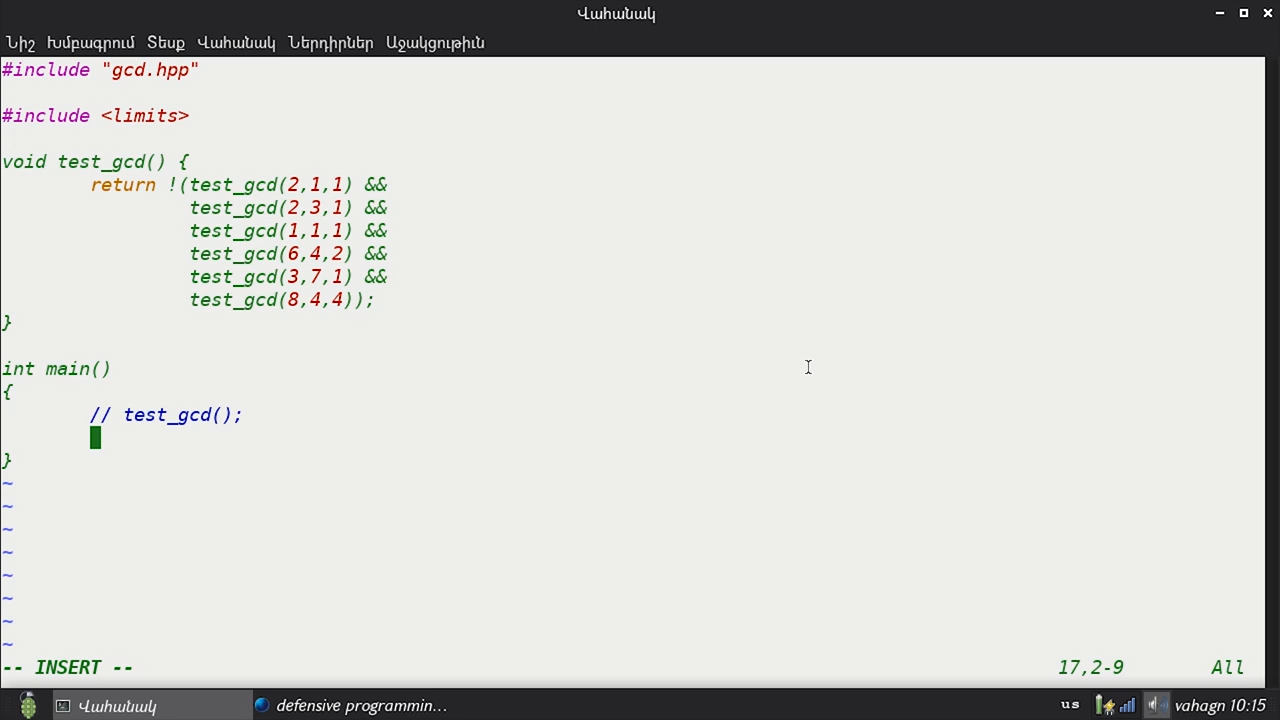 Վահանակ
Նիշ Խմբագրում Տեսք Վահանակ Ներդիրներ Աջակցութիւն
#include "gcd.hpp"
#include <limits>
void test_gcd() {
return !(test_gcd(2,1,1) &&
test_gcd(2,3,1) &&
test_gcd(1,1,1) &&
test_gcd(6,4,2) &&
test_gcd(3,7,1) &&
test_gcd(8,4,4));
}
int main()
{
// test_gcd();
}
~
~
~
~
~
~
~
~
-- INSERT -- 17,2-9 All
Վահանակ defensive programmin... us vahagn 10:15